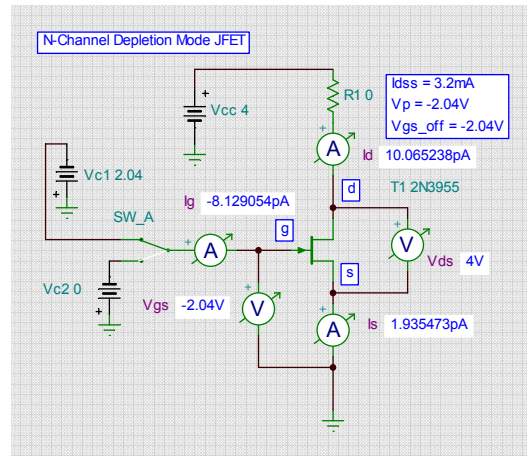 N-Channel Depletion Mode JFET
+
Vcc 4
R1 0
Idss = 3.2mA
Vp = -2.04V
Vgs_off = -2.04V
+
A
Id 10.065238pA
Vc1 2.04
+
d
T1 2N3955
Ig -8.129054pA
SW_A
+
A
g
+
V
Vds 4V
s
Vc2 0
+
Vgs -2.04V
+
V
+
A
Is 1.935473pA